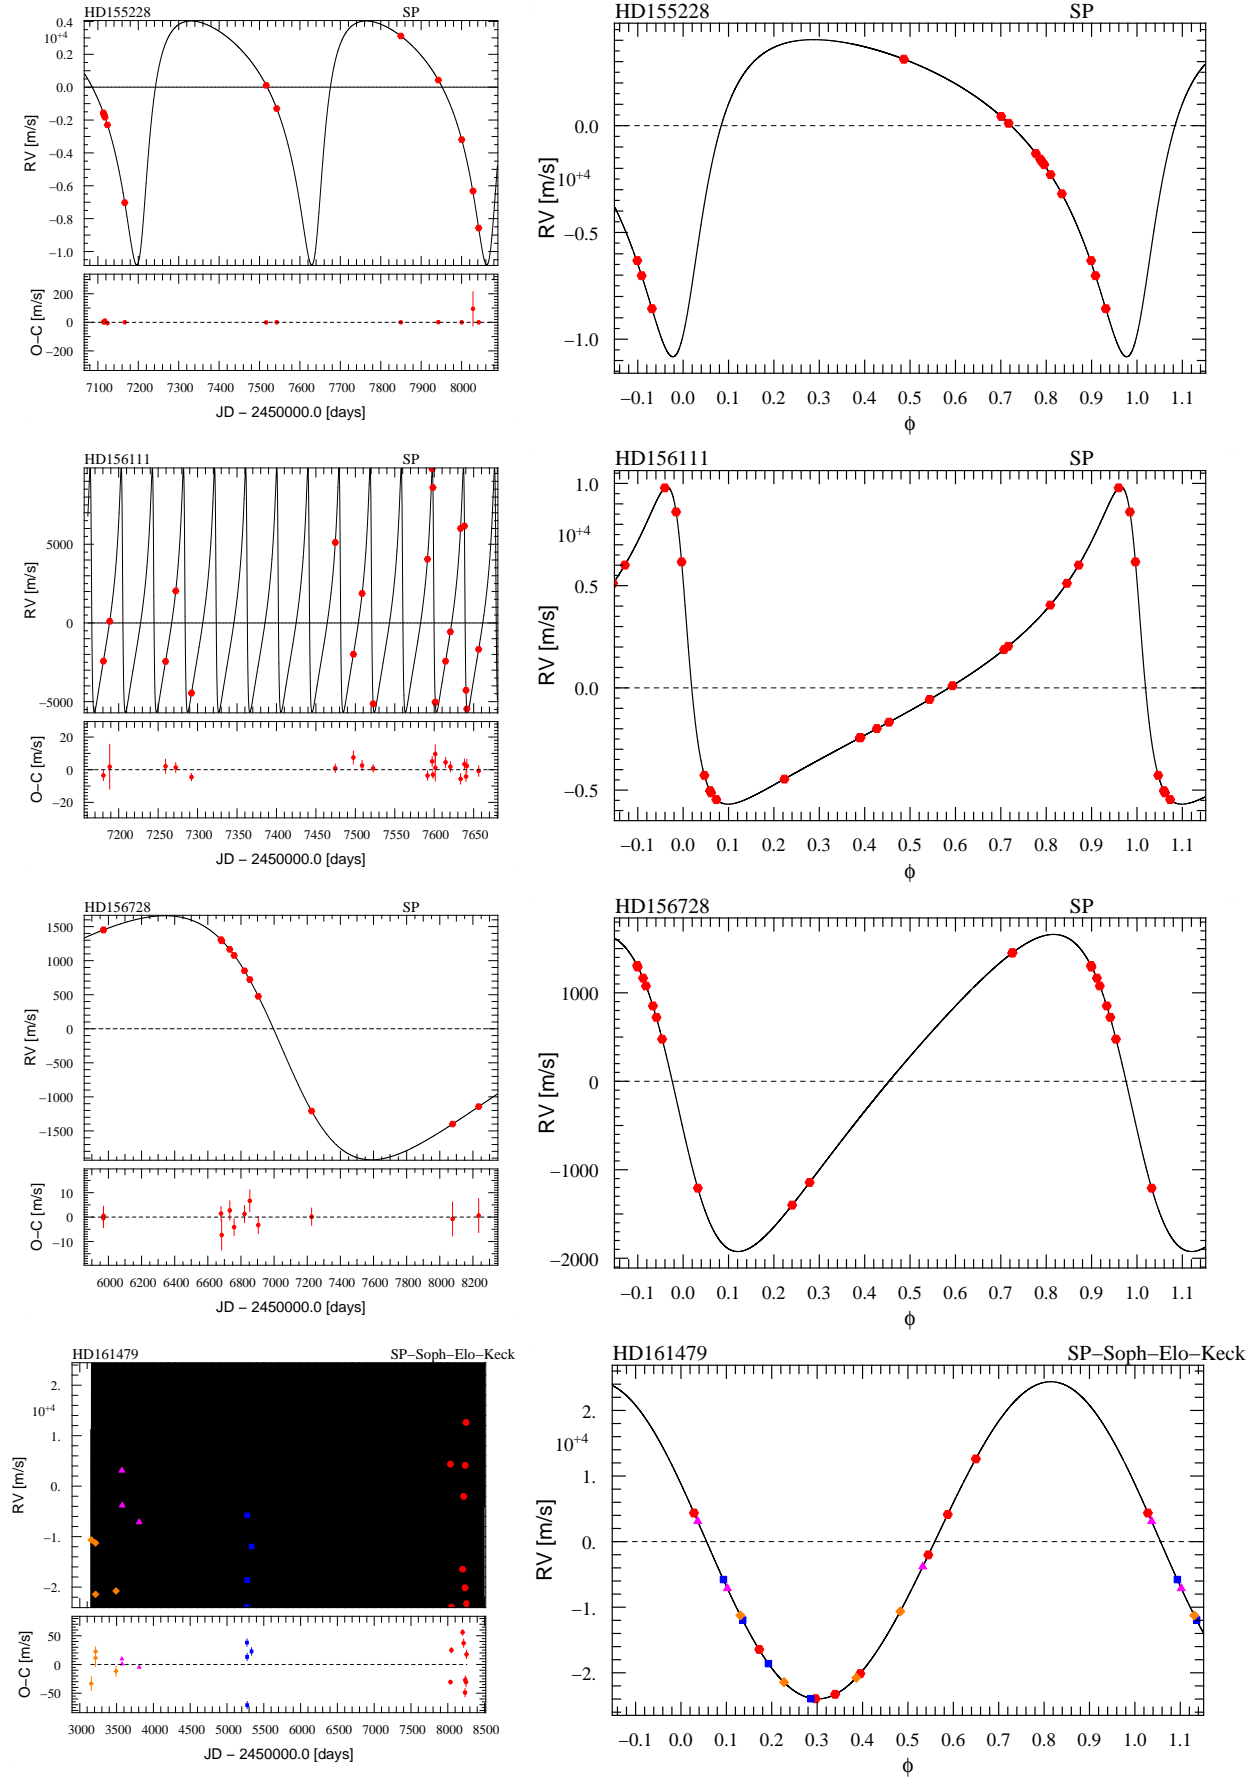 HD155228 SP
0.4
10⁺⁴
0.2
0.0
−0.2
−0.4
−0.6
−0.8
−1.0
RV [m/s]
200
0
−200
O−C [m/s]
7100 7200 7300 7400 7500 7600 7700 7800 7900 8000
JD − 2450000.0 [days]
HD155228 SP
0.0
10⁺⁴
−0.5
−1.0
RV [m/s]
−0.1 0.0 0.1 0.2 0.3 0.4 0.5 0.6 0.7 0.8 0.9 1.0 1.1
ϕ
HD156111 SP
5000
0
−5000
RV [m/s]
20
0
−20
O−C [m/s]
7200 7250 7300 7350 7400 7450 7500 7550 7600 7650
JD − 2450000.0 [days]
HD156111 SP
1.0
10⁺⁴
0.5
0.0
−0.5
RV [m/s]
−0.1 0.0 0.1 0.2 0.3 0.4 0.5 0.6 0.7 0.8 0.9 1.0 1.1
ϕ
HD156728 SP
1500
1000
500
0
−500
−1000
−1500
RV [m/s]
10
0
−10
O−C [m/s]
6000 6200 6400 6600 6800 7000 7200 7400 7600 7800 8000 8200
JD − 2450000.0 [days]
HD156728 SP
1000
0
−1000
−2000
RV [m/s]
−0.1 0.0 0.1 0.2 0.3 0.4 0.5 0.6 0.7 0.8 0.9 1.0 1.1
ϕ
HD161479 SP−Soph−Elo−Keck
2.
10⁺⁴
1.
0.
−1.
−2.
RV [m/s]
50
0
−50
O−C [m/s]
3000 3500 4000 4500 5000 5500 6000 6500 7000 7500 8000 8500
JD − 2450000.0 [days]
HD161479 SP−Soph−Elo−Keck
2.
10⁺⁴
1.
0.
−1.
−2.
RV [m/s]
−0.1 0.0 0.1 0.2 0.3 0.4 0.5 0.6 0.7 0.8 0.9 1.0 1.1
ϕ